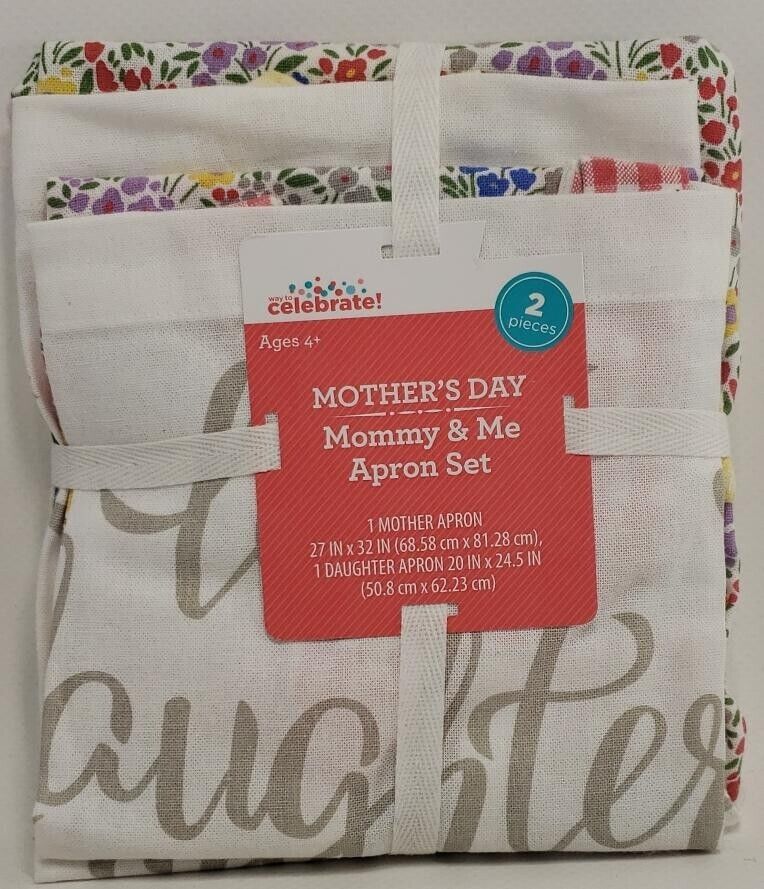 way to
celebrate!
2
pieces
Ages 4+
MOTHER'S DAY
Mommy & Me
Apron Set
1 MOTHER APRON
27 IN x 32 IN (68.58 cm x 81.28 cm),
1 DAUGHTER APRON 20 IN x 24.5 IN
(50.8 cm x 62.23 cm)
aughter